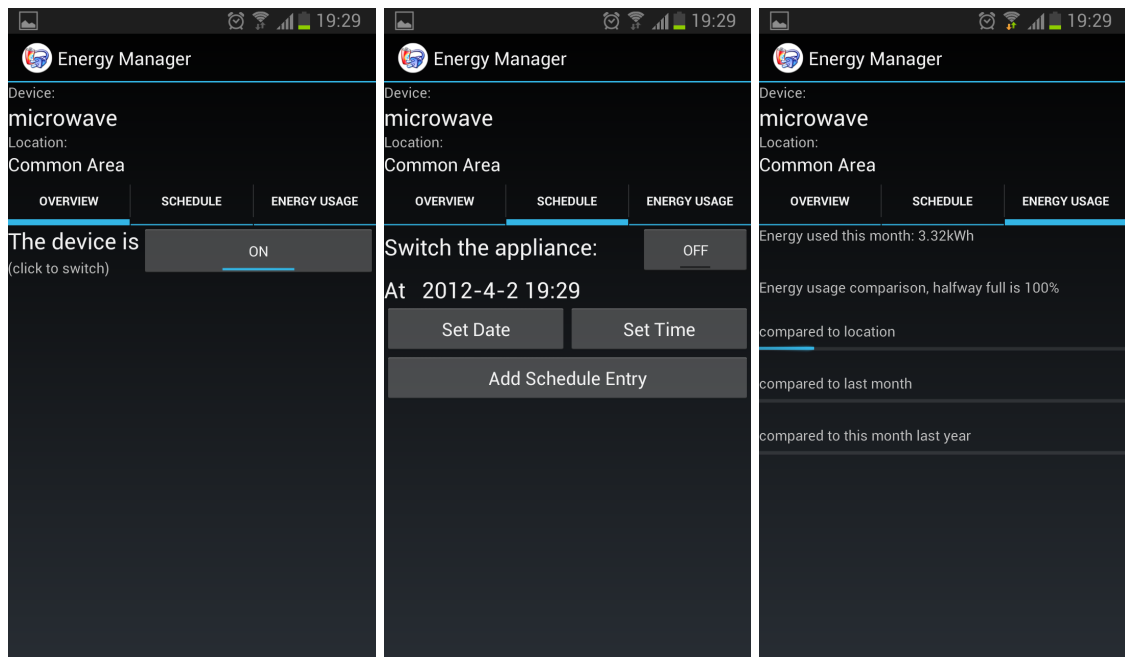 19:29
Energy Manager
Device:
microwave
Location:
Common Area
OVERVIEW SCHEDULE ENERGY USAGE
The device is ON
(click to switch)
19:29
Energy Manager
Device:
microwave
Location:
Common Area
OVERVIEW SCHEDULE ENERGY USAGE
Switch the appliance: OFF
At 2012-4-2 19:29
Set Date Set Time
Add Schedule Entry
19:29
Energy Manager
Device:
microwave
Location:
Common Area
OVERVIEW SCHEDULE ENERGY USAGE
Energy used this month: 3.32kWh
Energy usage comparison, halfway full is 100%
compared to location
compared to last month
compared to this month last year